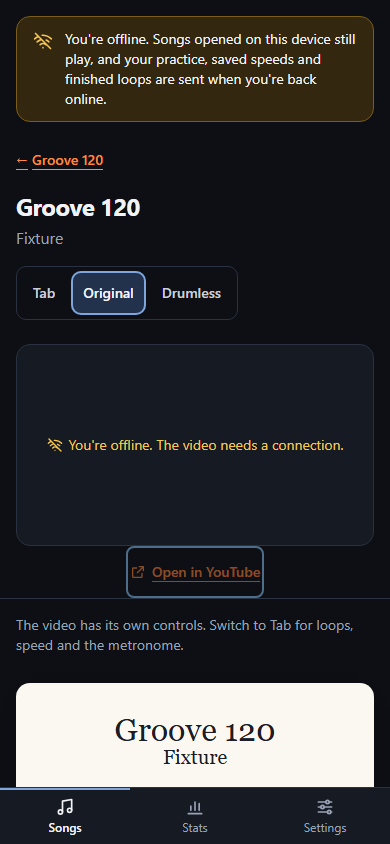 You're offline. Songs opened on this device still
play, and your practice, saved speeds and
finished loops are sent when you're back
online.
← Groove 120
Groove 120
Fixture
Tab
Original
Drumless
You're offline. The video needs a connection.
Open in YouTube
The video has its own controls. Switch to Tab for loops,
speed and the metronome.
Groove 120
Fixture
Songs
Stats
Settings